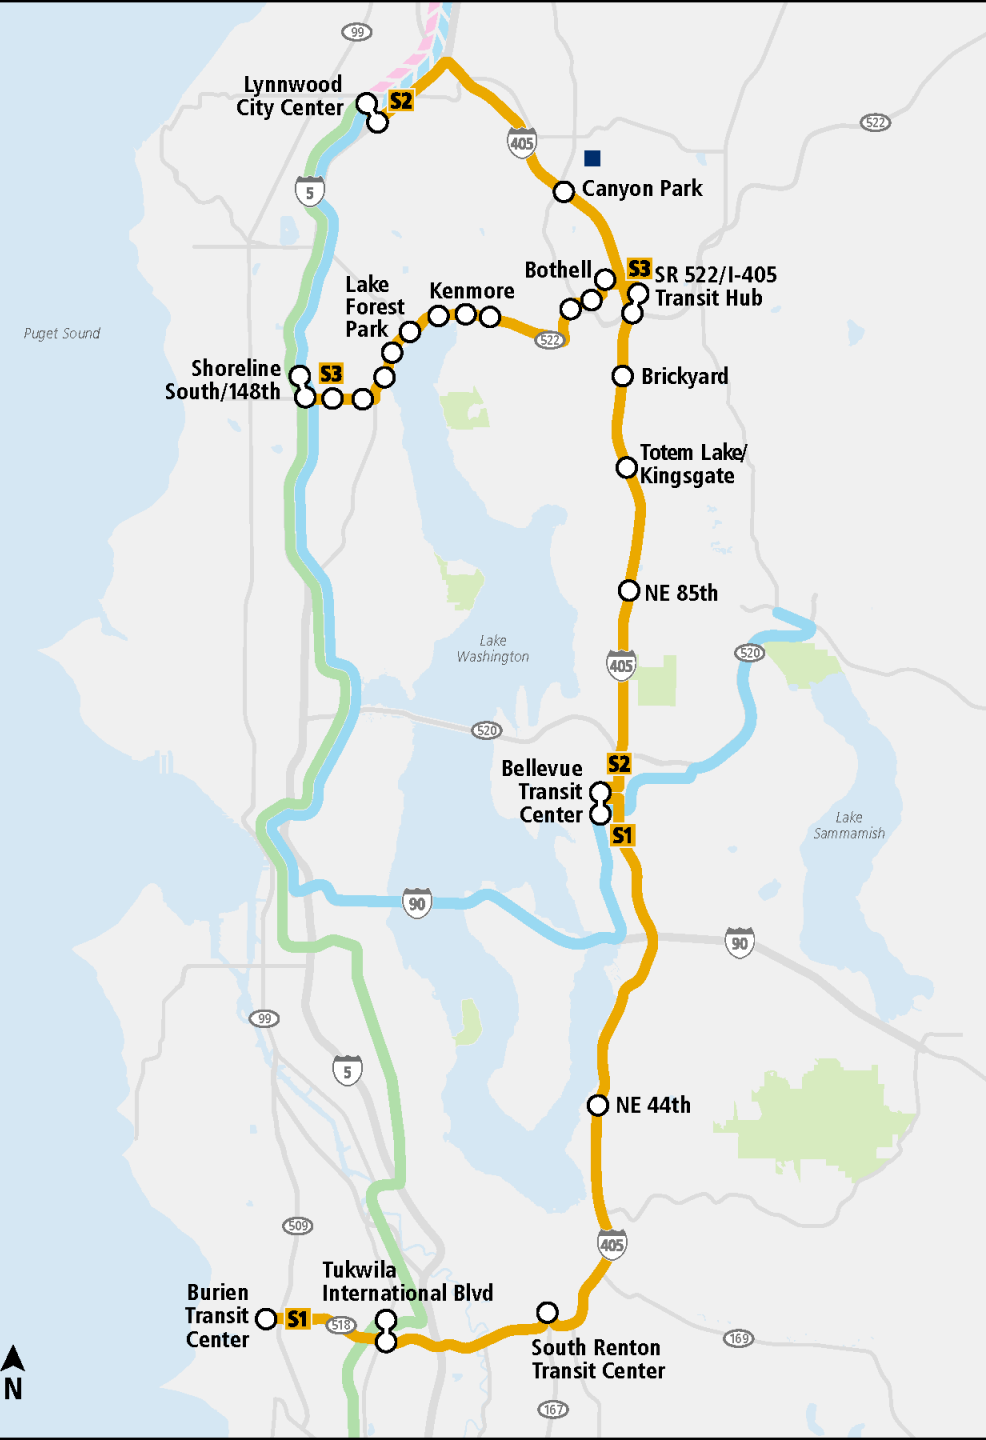 99
Lynnwood
City Center
S2
522
405
5
Canyon Park
Bothell
S3
SR 522/I-405
Transit Hub
Lake
Forest
Park
Kenmore
Puget Sound
522
Shoreline
South/148th
S3
Brickyard
Totem Lake/
Kingsgate
NE 85th
Lake
Washington
405
520
520
S2
Bellevue
Transit
Center
S1
Lake
Sammamish
90
90
99
5
NE 44th
509
405
Tukwila
International Blvd
Burien
Transit
Center
S1
518
South Renton
Transit Center
169
167
N